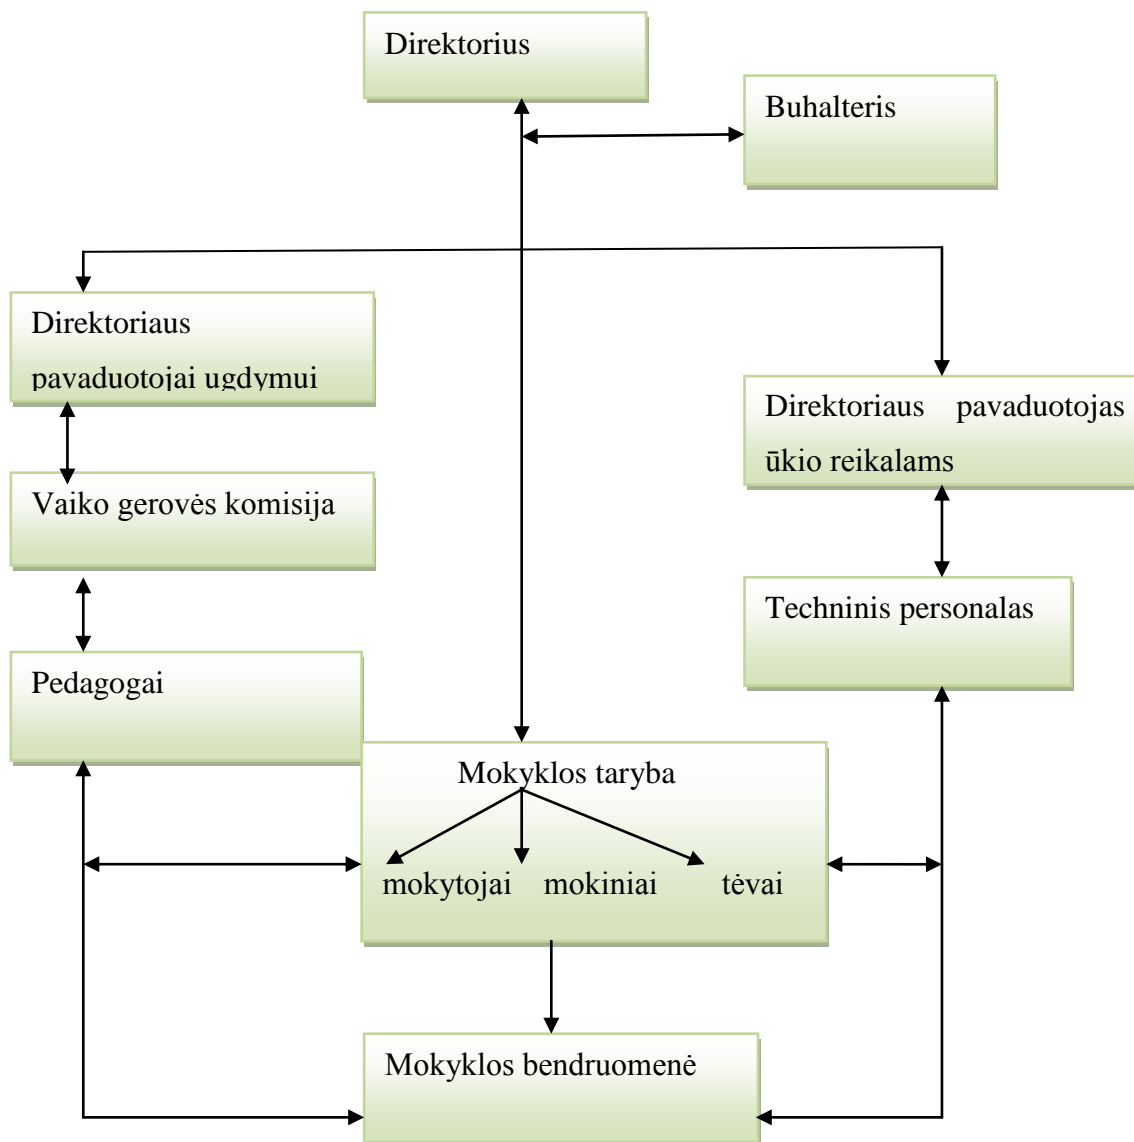 Direktorius
Buhalteris
Direktoriaus
pavaduotojai ugdymui
Direktoriaus pavaduotojas
ūkio reikalams
Vaiko gerovės komisija
Techninis personalas
Pedagogai
Mokyklos taryba
mokytojai mokiniai tėvai
Mokyklos bendruomenė